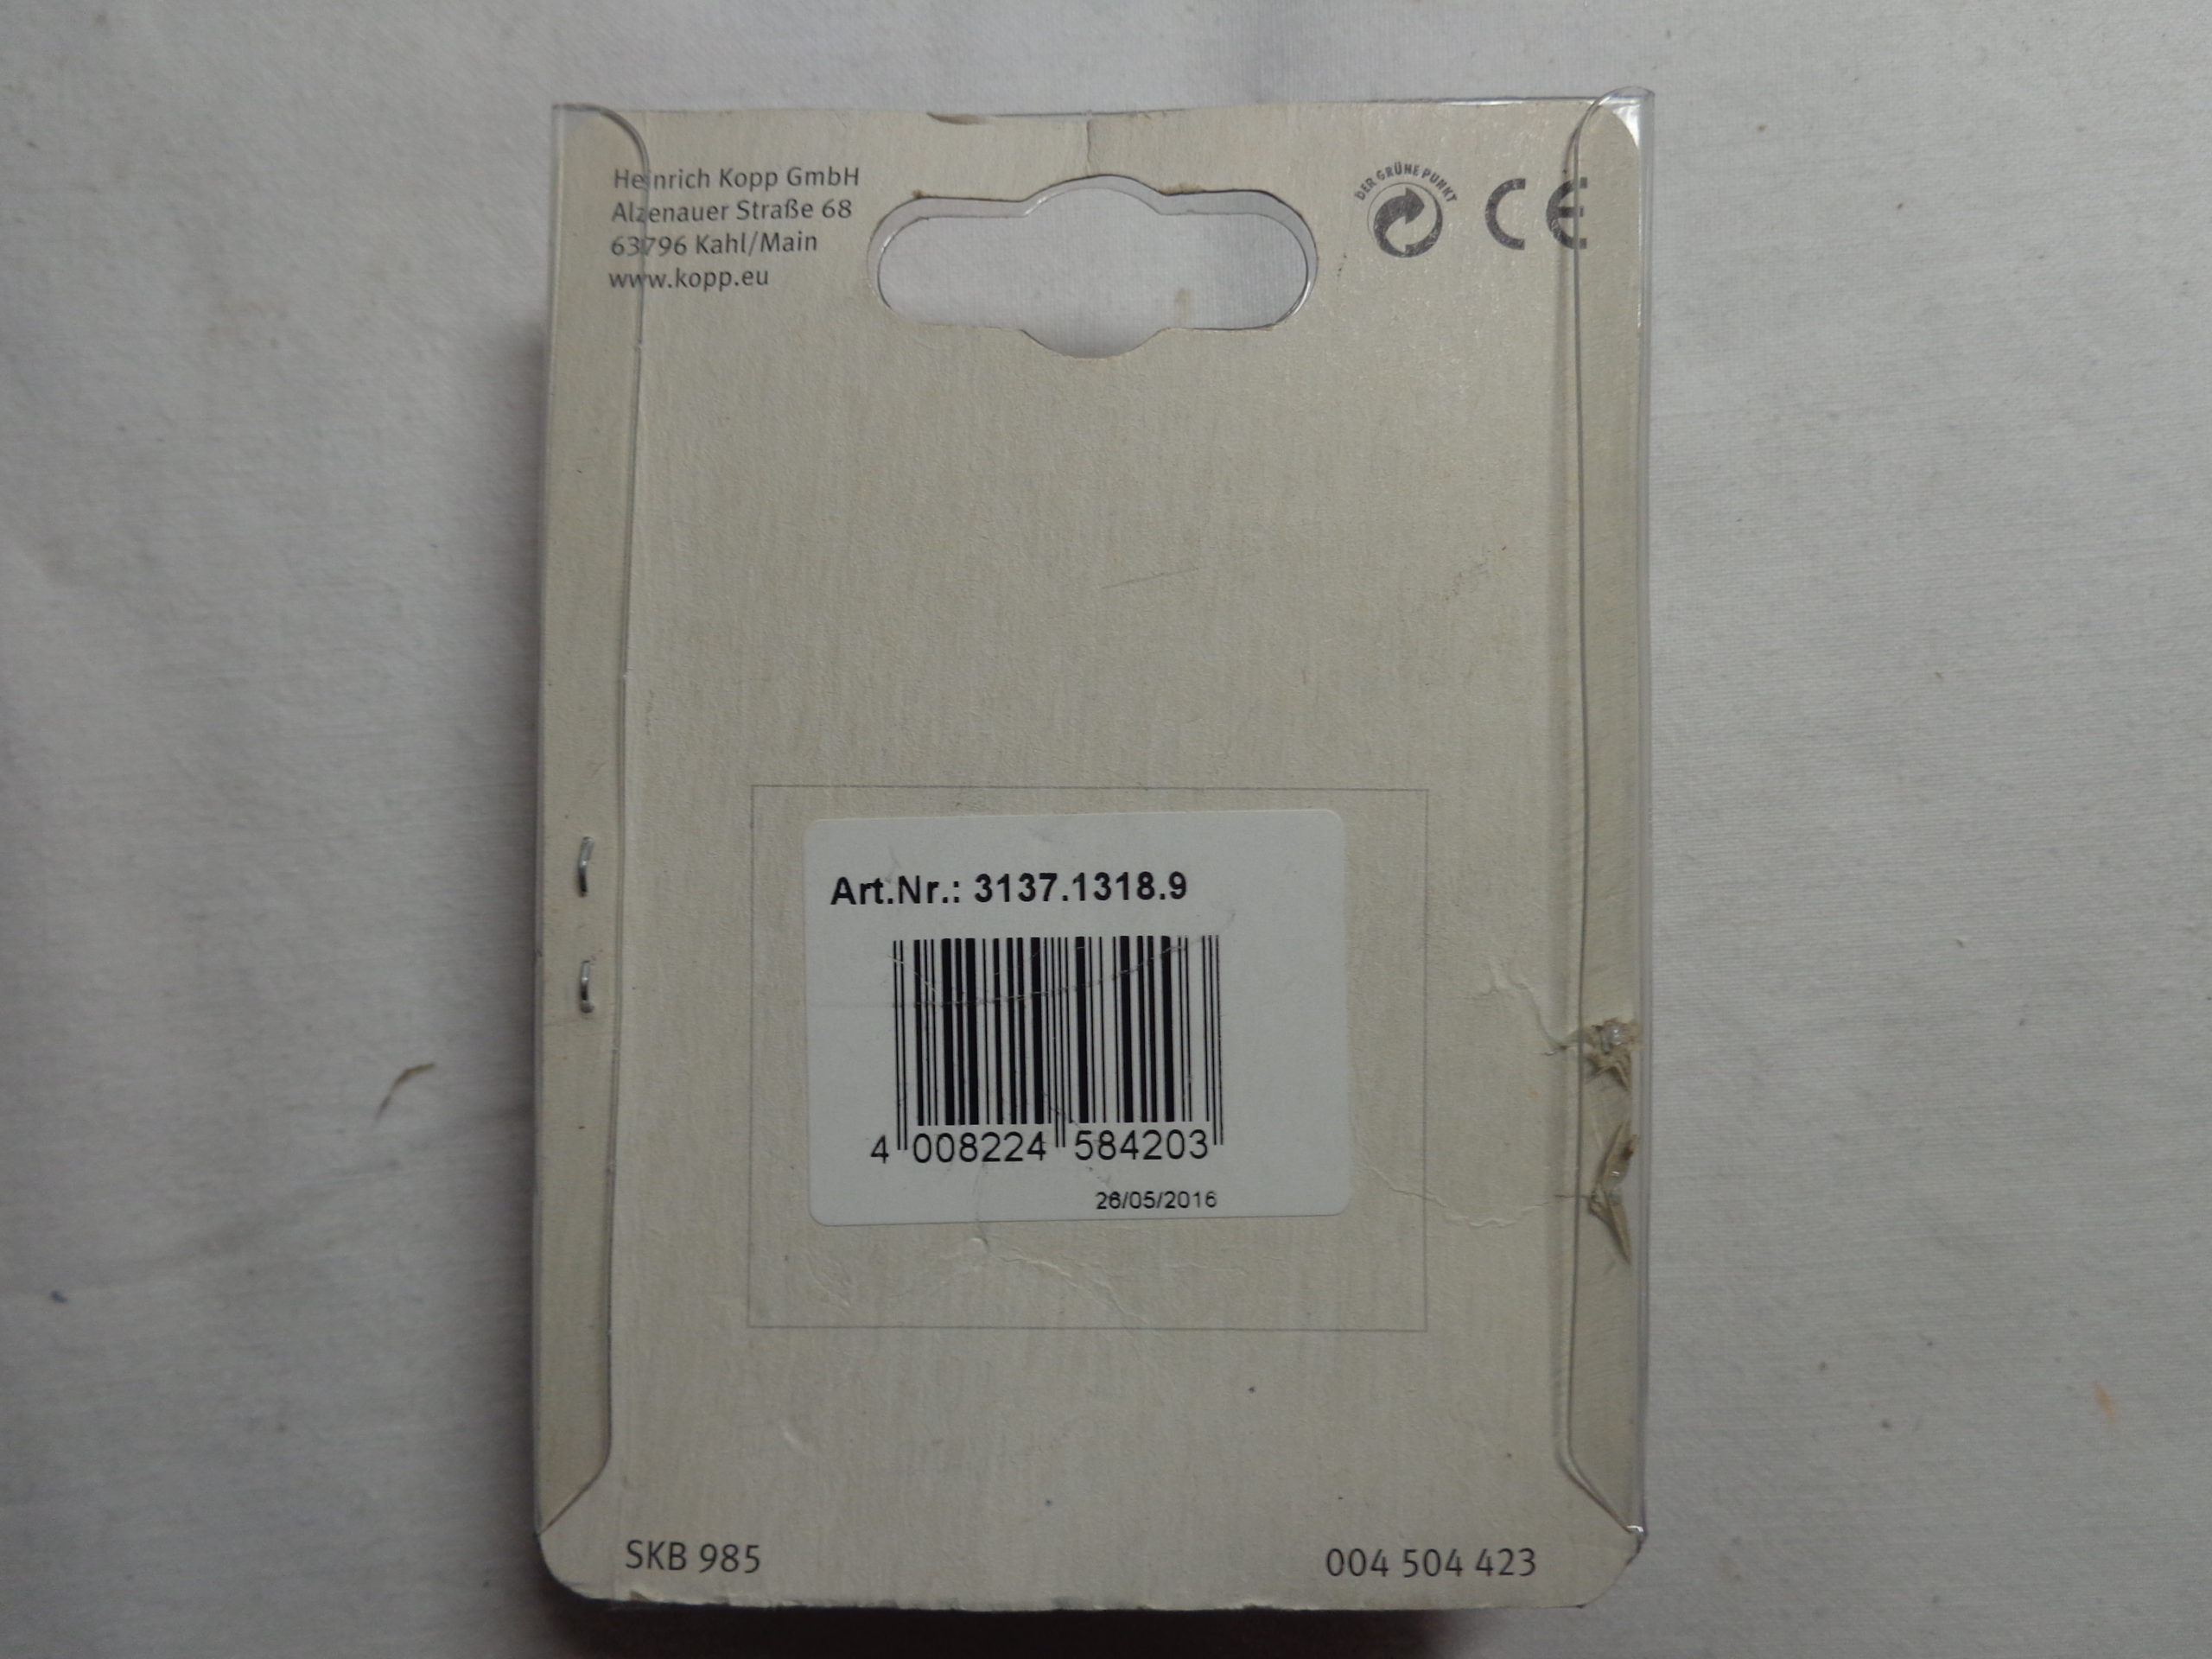 Heinrich Kopp GmbH
Alzenauer Straße 68
63796 Kahl/Main
www.kopp.eu
DER GRÜNE PUNKT
CE
Art.Nr.: 3137.1318.9
4 008224 584203
26/05/2016
SKB 985
004 504 423